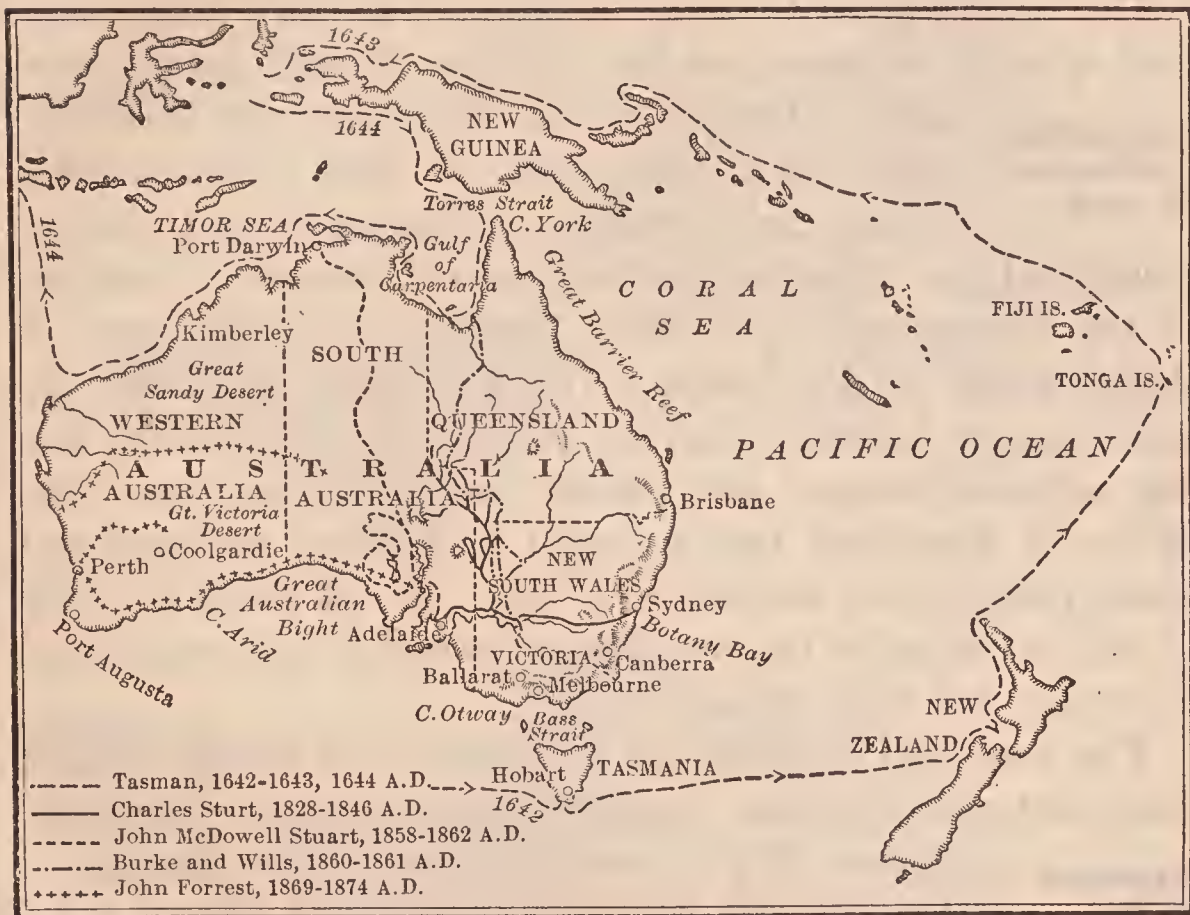 1643
1644
NEW
GUINEA
Torres Strait
C. York
TIMOR SEA
Port Darwin
1644
Gulf
of
Carpentaria
Great Barrier Reef
CORAL
SEA
FIJI IS.
TONGA IS.
PACIFIC OCEAN
Kimberley
Great
Sandy Desert
SOUTH
WESTERN
QUEENSLAND
AUSTRALIA
AUSTRALIA
AUSTRALIA
Gt. Victoria
Desert
Coolgardie
Perth
Brisbane
NEW
SOUTH WALES
Great
Australian
Bight
C. Arid
Port Augusta
Adelaide
Sydney
Botany Bay
VICTORIA
Canberra
Ballarat
Melbourne
C. Otway
Bass
Strait
NEW
ZEALAND
Hobart
TASMANIA
1642
Tasman, 1642-1643, 1644 A.D.
Charles Sturt, 1828-1846 A.D.
John McDowell Stuart, 1858-1862 A.D.
Burke and Wills, 1860-1861 A.D.
John Forrest, 1869-1874 A.D.